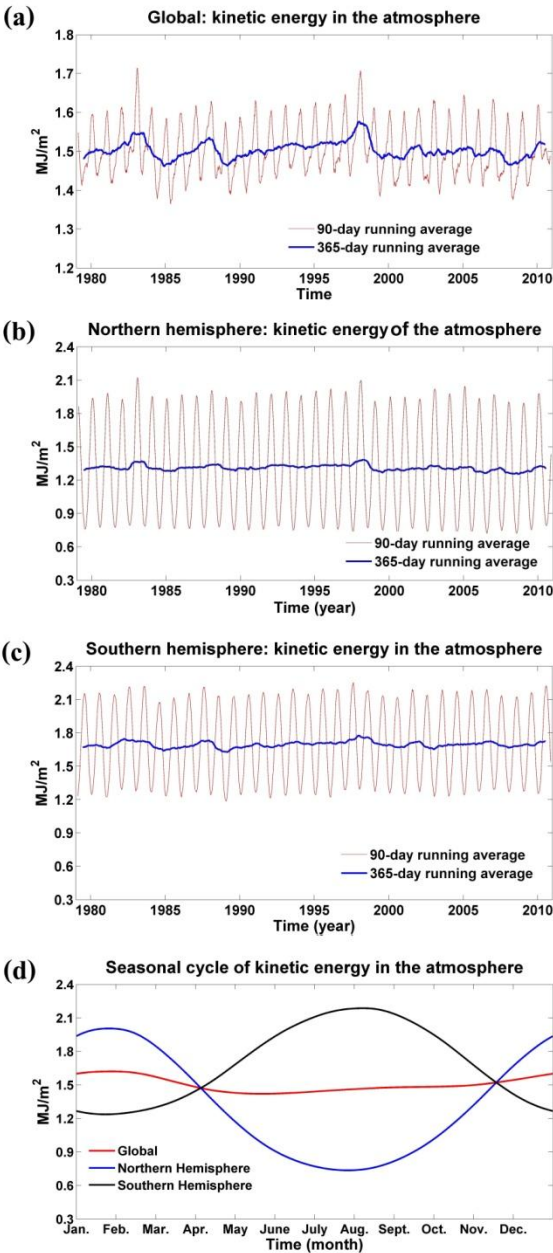 (a)
Global: kinetic energy in the atmosphere
1.8
1.7
1.6
1.5
1.4
1.3
1.2
MJ/m²
90-day running average
365-day running average
1980 1985 1990 1995 2000 2005 2010
Time
(b)
Northern hemisphere: kinetic energy of the atmosphere
2.4
2.1
1.8
1.5
1.2
0.9
0.6
0.3
MJ/m²
90-day running average
365-day running average
1980 1985 1990 1995 2000 2005 2010
Time (year)
(c)
Southern hemisphere: kinetic energy in the atmosphere
2.4
2.1
1.8
1.5
1.2
0.9
0.6
0.3
MJ/m²
90-day running average
365-day running average
1980 1985 1990 1995 2000 2005 2010
Time (year)
(d)
Seasonal cycle of kinetic energy in the atmosphere
2.4
2.1
1.8
1.5
1.2
0.9
0.6
0.3
MJ/m²
Global
Northern Hemisphere
Southern Hemisphere
Jan. Feb. Mar. Apr. May June July Aug. Sept. Oct. Nov. Dec.
Time (month)